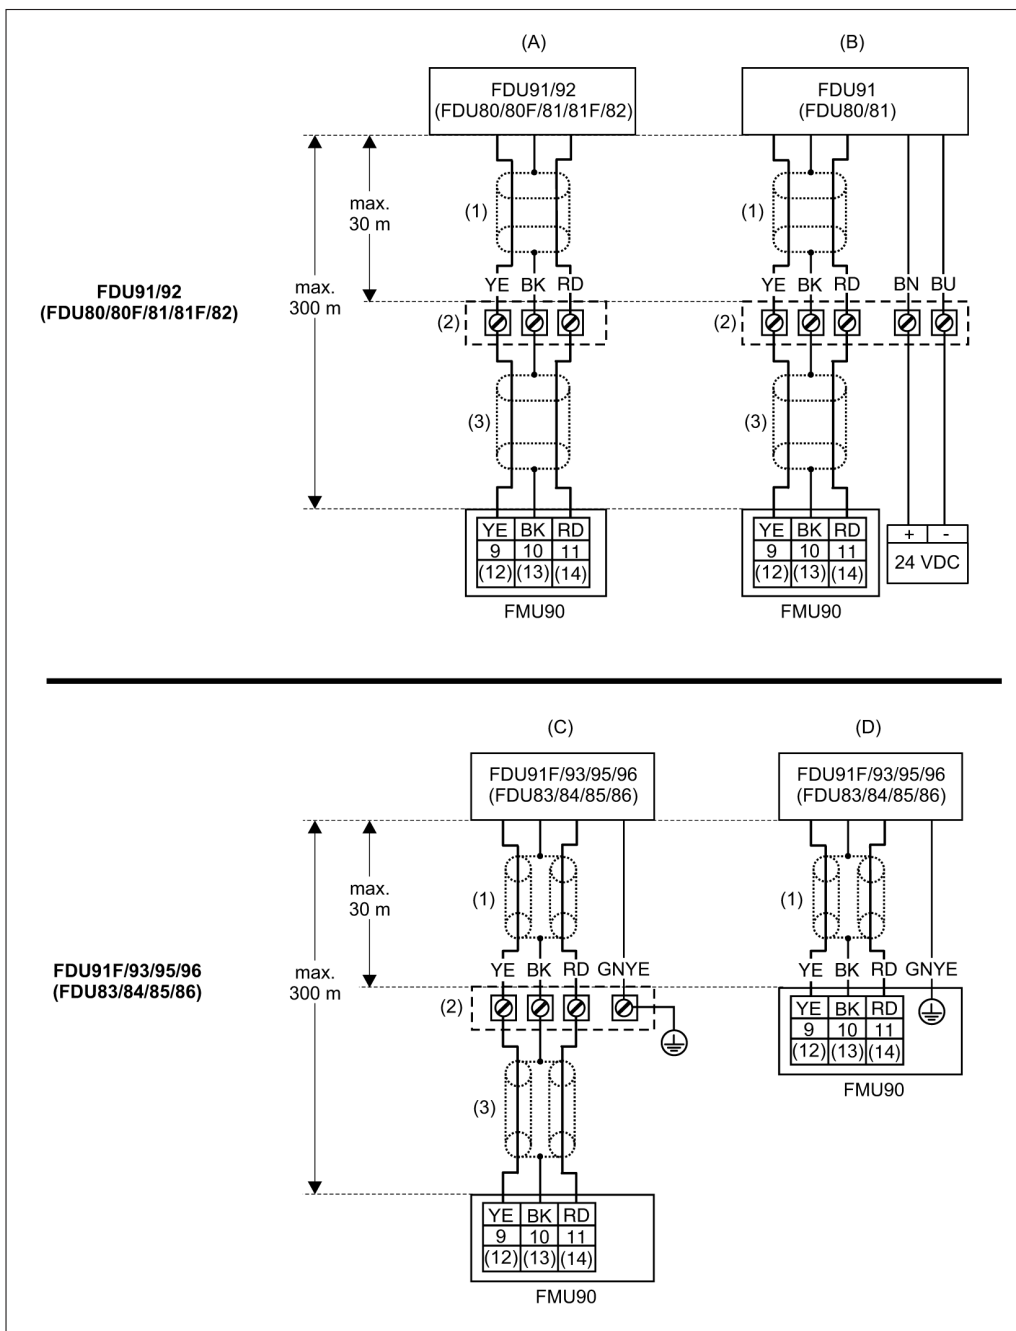 (A)
(B)
FDU91/92
(FDU80/80F/81/81F/82)
FDU91
(FDU80/81)
max.
30 m
(1)
(1)
max.
300 m
FDU91/92
(FDU80/80F/81/81F/82)
YE BK RD
YE BK RD BN BU
(2)
(2)
(3)
(3)
YE BK RD
9 10 11
(12) (13) (14)
FMU90
YE BK RD
9 10 11
(12) (13) (14)
FMU90
+ -
24 VDC
(C)
(D)
FDU91F/93/95/96
(FDU83/84/85/86)
FDU91F/93/95/96
(FDU83/84/85/86)
max.
30 m
(1)
(1)
max.
300 m
FDU91F/93/95/96
(FDU83/84/85/86)
YE BK RD GNYE
YE BK RD GNYE
(2)
YE BK RD
9 10 11
(12) (13) (14)
FMU90
(3)
YE BK RD
9 10 11
(12) (13) (14)
FMU90